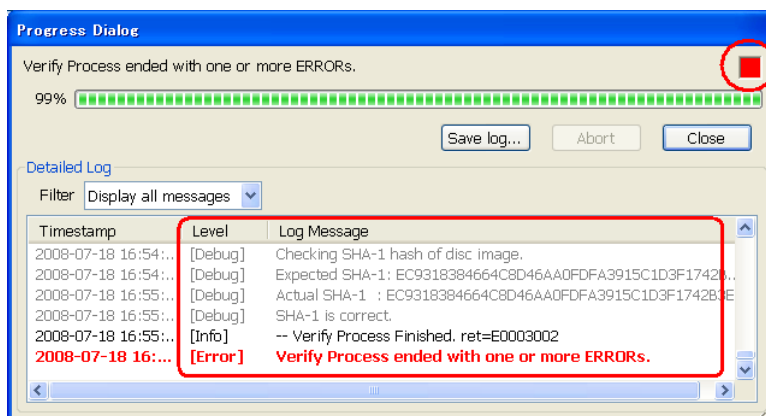 Progress Dialog
Verify Process ended with one or more ERRORs.
99%
Save log... Abort Close
Detailed Log
Filter Display all messages
Timestamp Level Log Message
2008-07-18 16:54:... [Debug] Checking SHA-1 hash of disc image.
2008-07-18 16:54:... [Debug] Expected SHA-1: EC9318384664C8D46AA0FDFA3915C1D3F1742B...
2008-07-18 16:55:... [Debug] Actual SHA-1 : EC9318384664C8D46AA0FDFA3915C1D3F1742B3E
2008-07-18 16:55:... [Debug] SHA-1 is correct.
2008-07-18 16:55:... [Info] -- Verify Process Finished. ret=E0003002
2008-07-18 16:... [Error] Verify Process ended with one or more ERRORs.